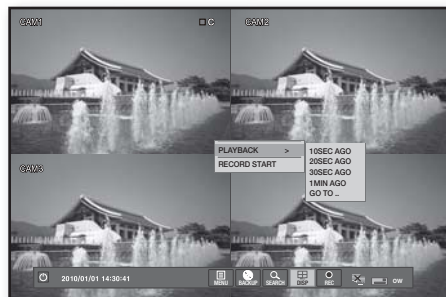 CAM1
C
CAM2
PLAYBACK >
RECORD START
10SEC AGO
20SEC AGO
30SEC AGO
1MIN AGO
GO TO ..
CAM3
2010/01/01 14:30:41
MENU
BACKUP
SEARCH
DISP
REC
OW